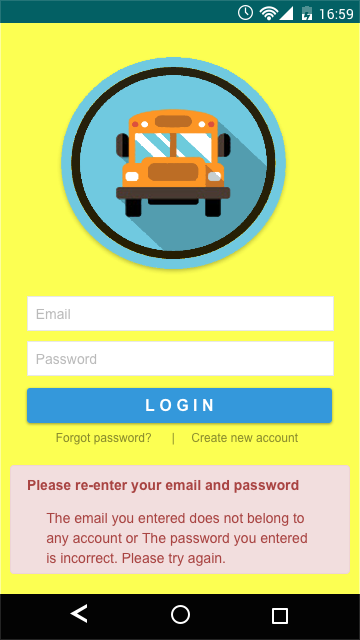 16:59
Email
Password
LOGIN
Forgot password? | Create new account
Please re-enter your email and password
The email you entered does not belong to
any account or The password you entered
is incorrect. Please try again.